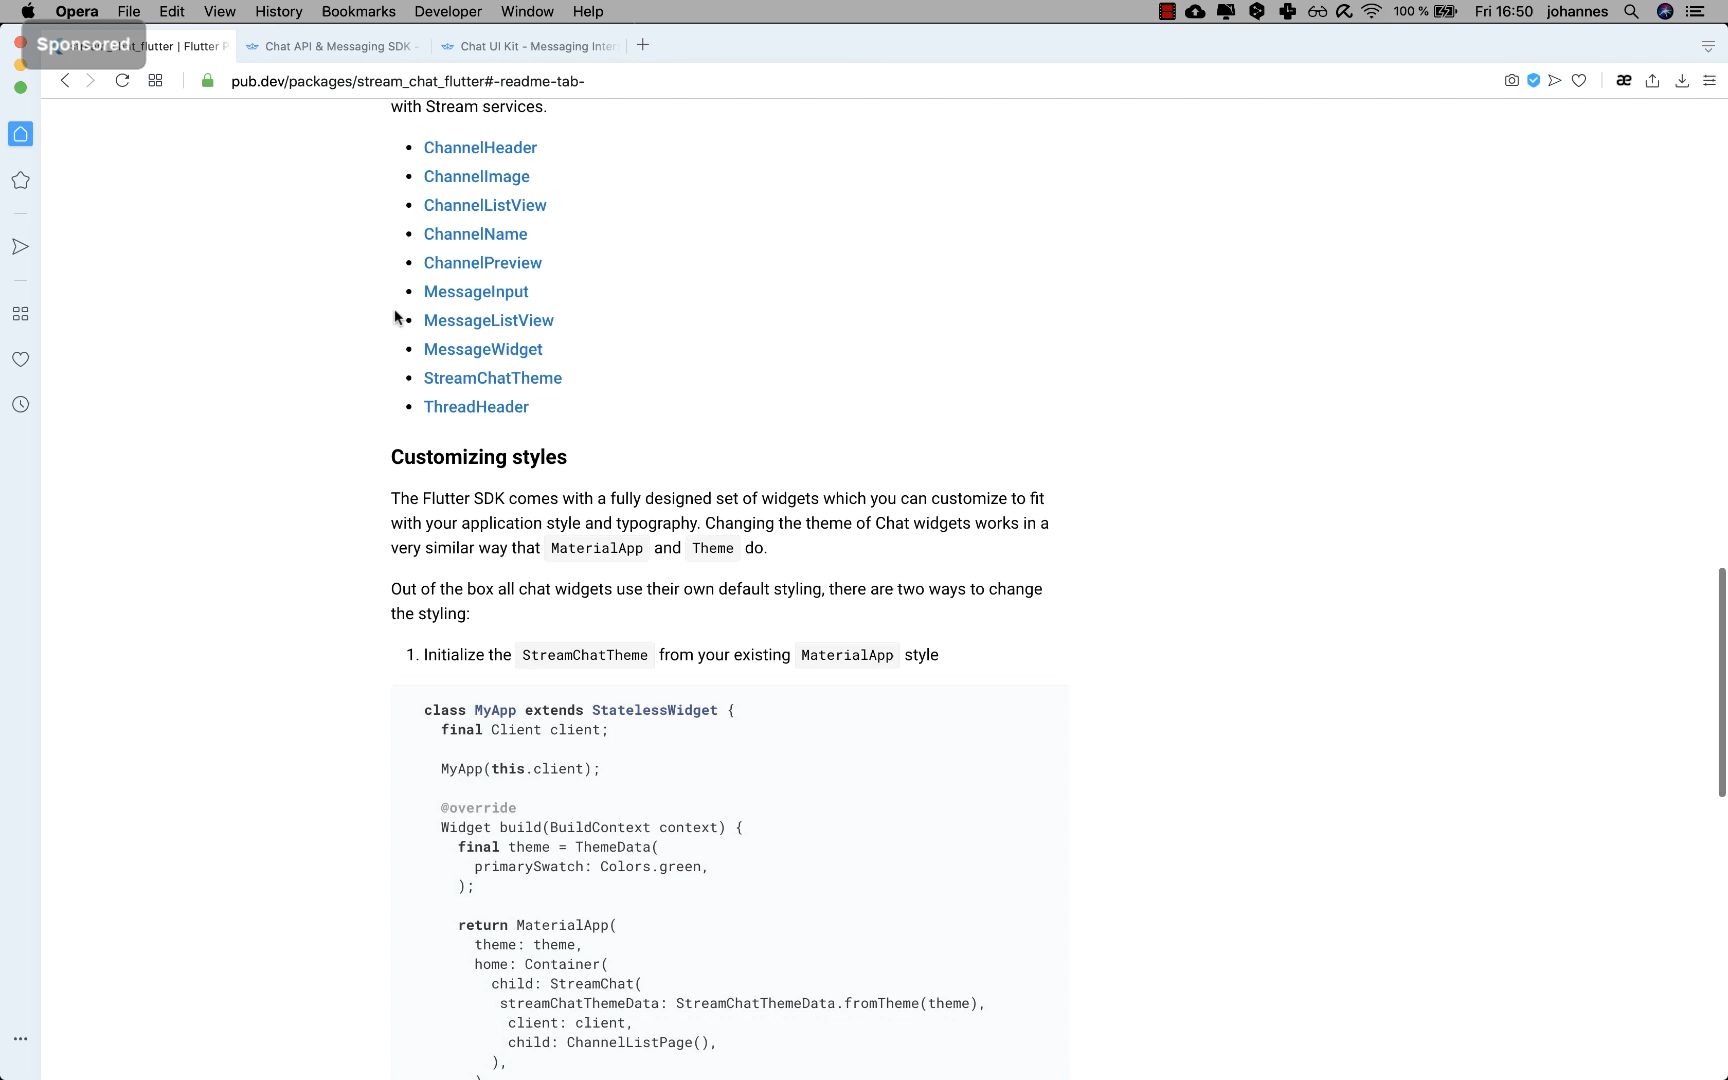 Opera File Edit View History Bookmarks Developer Window Help 100 % Fri 16:50 johannes
Sponsored
flutter | Flutter P Chat API & Messaging SDK - Chat UI Kit - Messaging Inter
pub.dev/packages/stream_chat_flutter#-readme-tab-
with Stream services.
• ChannelHeader
• ChannelImage
• ChannelListView
• ChannelName
• ChannelPreview
• MessageInput
• MessageListView
• MessageWidget
• StreamChatTheme
• ThreadHeader
Customizing styles
The Flutter SDK comes with a fully designed set of widgets which you can customize to fit
with your application style and typography. Changing the theme of Chat widgets works in a
very similar way that MaterialApp and Theme do.
Out of the box all chat widgets use their own default styling, there are two ways to change
the styling:
1. Initialize the StreamChatTheme from your existing MaterialApp style
class MyApp extends StatelessWidget {
final Client client;
MyApp(this.client);
@override
Widget build(BuildContext context) {
final theme = ThemeData(
primarySwatch: Colors.green,
);
return MaterialApp(
theme: theme,
home: Container(
child: StreamChat(
streamChatThemeData: StreamChatThemeData.fromTheme(theme),
client: client,
child: ChannelListPage(),
),